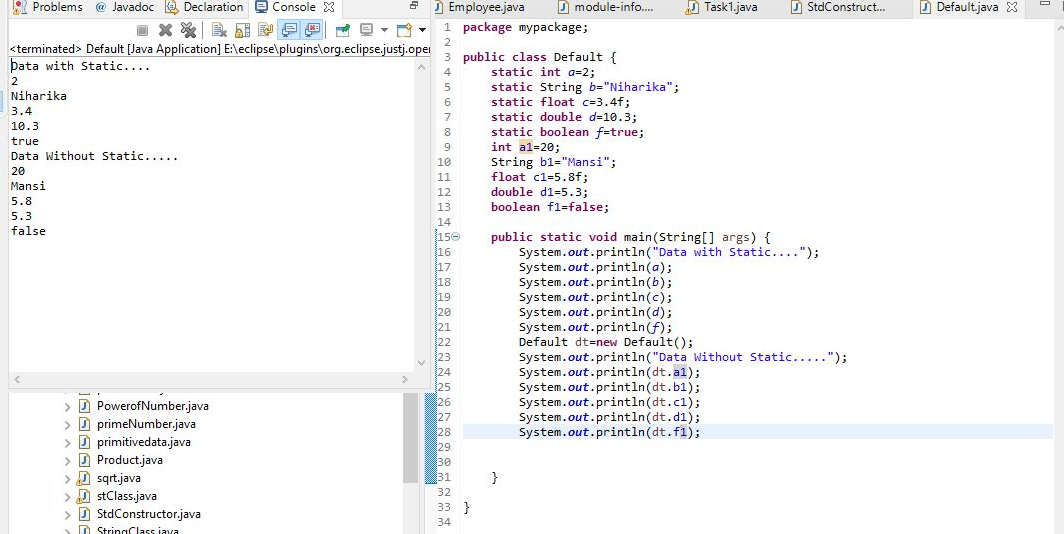 Problems @ Javadoc Declaration Console
<terminated> Default [Java Application] E:\eclipse\plugins\org.eclipse.justj.oper
Data with Static....
2
Niharika
3.4
10.3
true
Data Without Static.....
20
Mansi
5.8
5.3
false
PowerofNumber.java
primeNumber.java
primitivedata.java
Product.java
sqrt.java
stClass.java
StdConstructor.java
StringClass.java
Employee.java module-info.... Task1.java StdConstruct... Default.java
1 package mypackage;
2
3 public class Default {
4 static int a=2;
5 static String b="Niharika";
6 static float c=3.4f;
7 static double d=10.3;
8 static boolean f=true;
9 int a1=20;
10 String b1="Mansi";
11 float c1=5.8f;
12 double d1=5.3;
13 boolean f1=false;
14
15 public static void main(String[] args) {
16 System.out.println("Data with Static....");
17 System.out.println(a);
18 System.out.println(b);
19 System.out.println(c);
20 System.out.println(d);
21 System.out.println(f);
22 Default dt=new Default();
23 System.out.println("Data Without Static.....");
24 System.out.println(dt.a1);
25 System.out.println(dt.b1);
26 System.out.println(dt.c1);
27 System.out.println(dt.d1);
28 System.out.println(dt.f1);
29
30
31 }
32
33 }
34